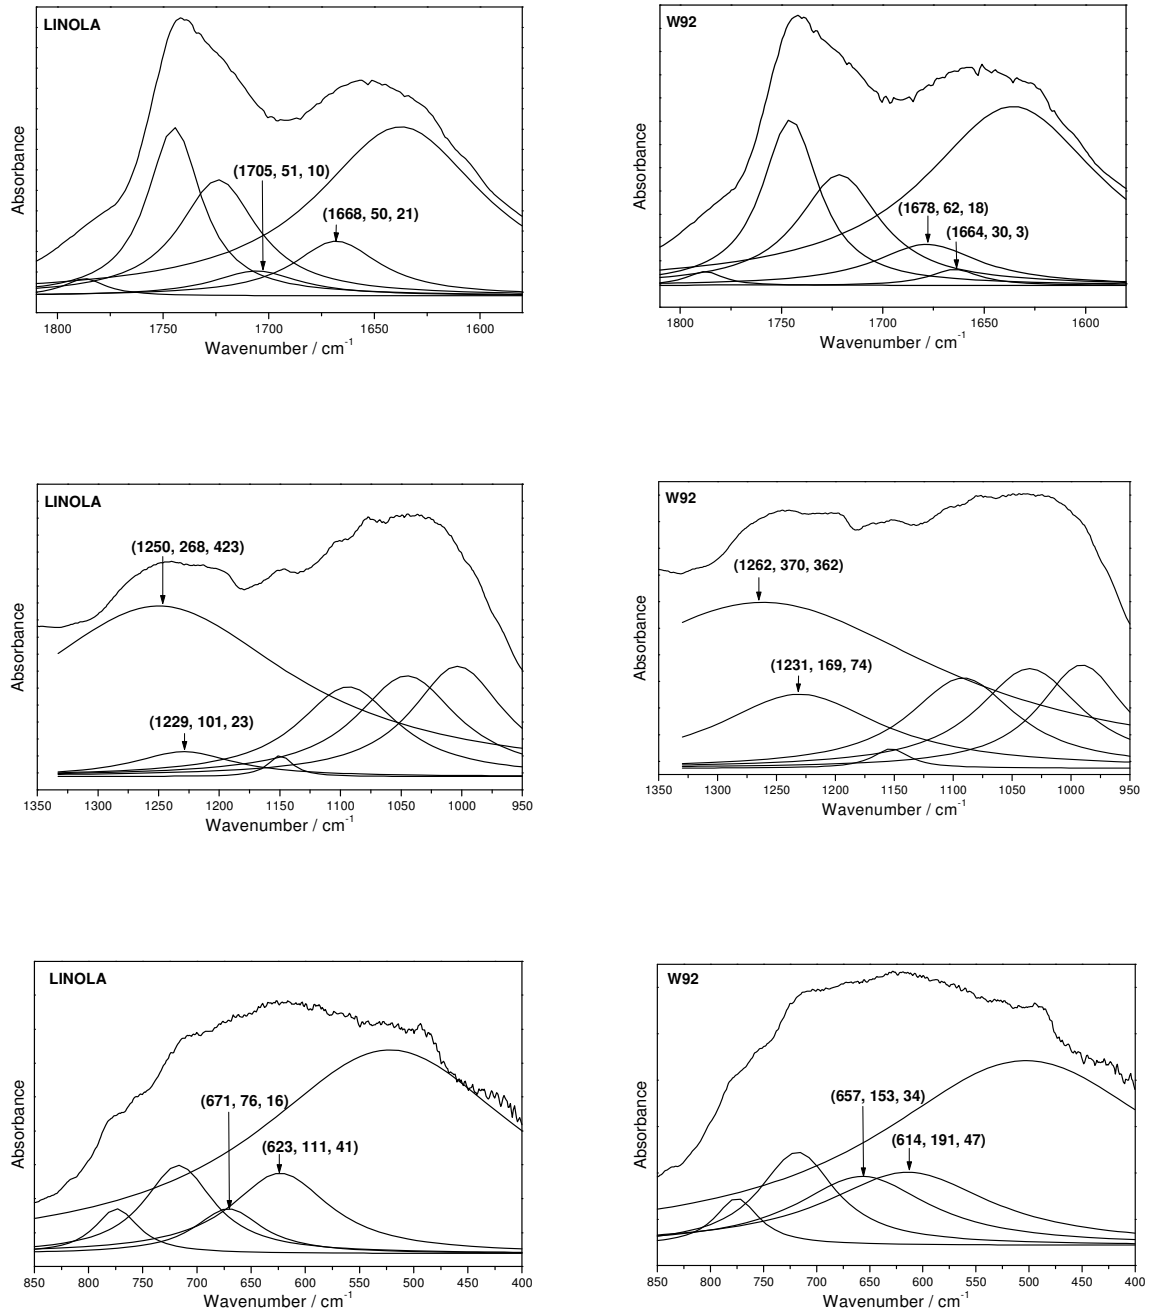 LINOLA
(1705, 51, 10)
(1668, 50, 21)
Absorbance
1800 1750 1700 1650 1600
Wavenumber / cm⁻¹
W92
(1678, 62, 18)
(1664, 30, 3)
Absorbance
1800 1750 1700 1650 1600
Wavenumber / cm⁻¹
LINOLA
(1250, 268, 423)
(1229, 101, 23)
Absorbance
1350 1300 1250 1200 1150 1100 1050 1000 950
Wavenumber / cm⁻¹
W92
(1262, 370, 362)
(1231, 169, 74)
Absorbance
1350 1300 1250 1200 1150 1100 1050 1000 950
Wavenumber / cm⁻¹
LINOLA
(671, 76, 16)
(623, 111, 41)
Absorbance
850 800 750 700 650 600 550 500 450 400
Wavenumber / cm⁻¹
W92
(657, 153, 34)
(614, 191, 47)
Absorbance
850 800 750 700 650 600 550 500 450 400
Wavenumber / cm⁻¹